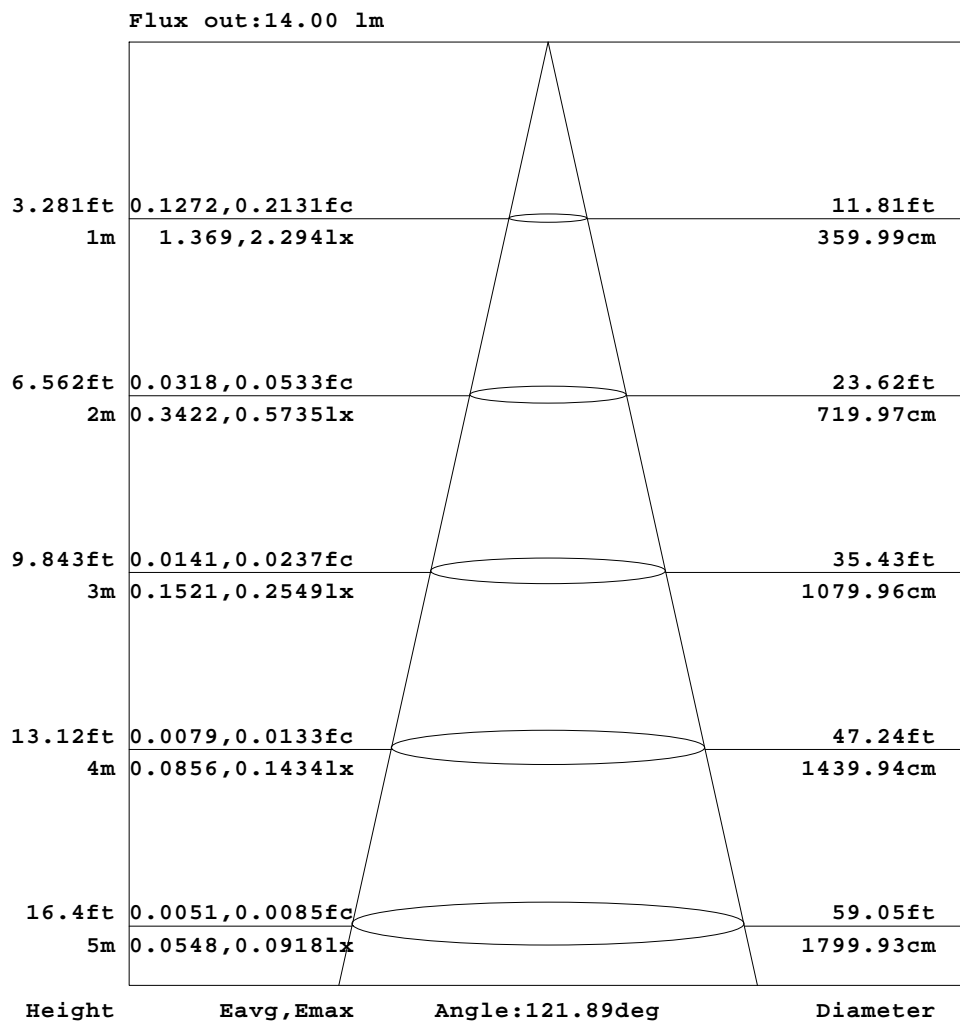 Flux out:14.00 lm
3.281ft 0.1272,0.2131fc 11.81ft
1m 1.369,2.294lx 359.99cm
6.562ft 0.0318,0.0533fc 23.62ft
2m 0.3422,0.5735lx 719.97cm
9.843ft 0.0141,0.0237fc 35.43ft
3m 0.1521,0.2549lx 1079.96cm
13.12ft 0.0079,0.0133fc 47.24ft
4m 0.0856,0.1434lx 1439.94cm
16.4ft 0.0051,0.0085fc 59.05ft
5m 0.0548,0.0918lx 1799.93cm
Height Eavg,Emax Angle:121.89deg Diameter